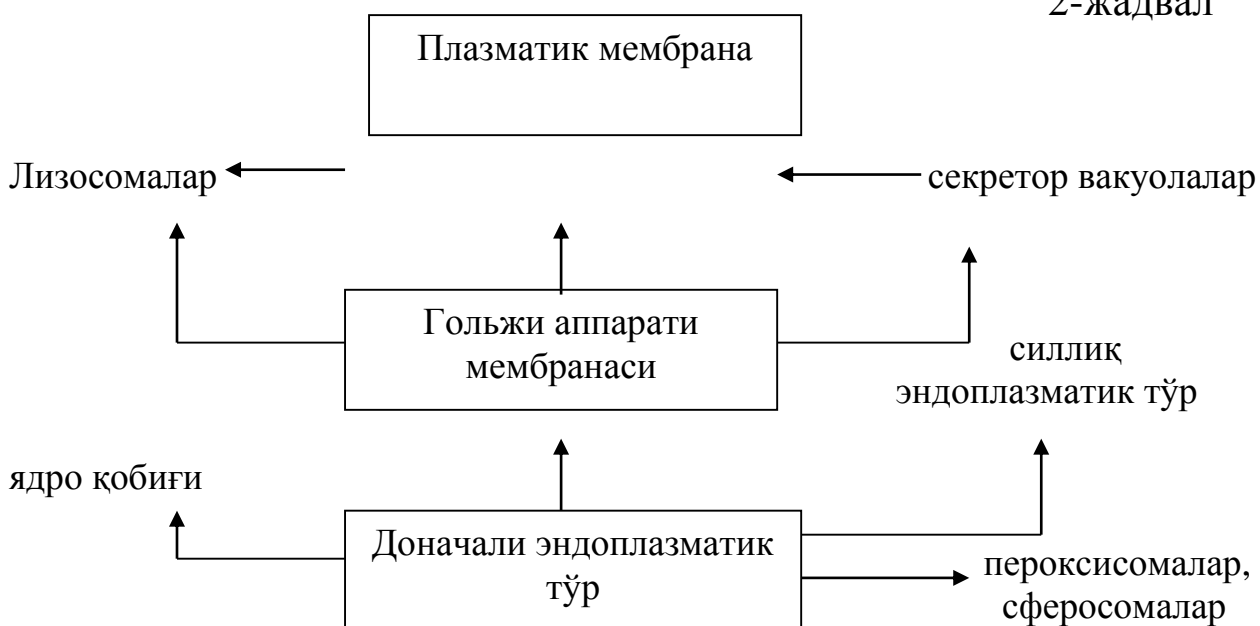 2-жадвал
Плазматик мембрана
Лизосомалар
секретор вакуолалар
Гольжи аппарати
мембранаси
силлиқ
эндоплазматик тўр
ядро қобиғи
Доначали эндоплазматик
тўр
пероксисомалар,
сферосомалар